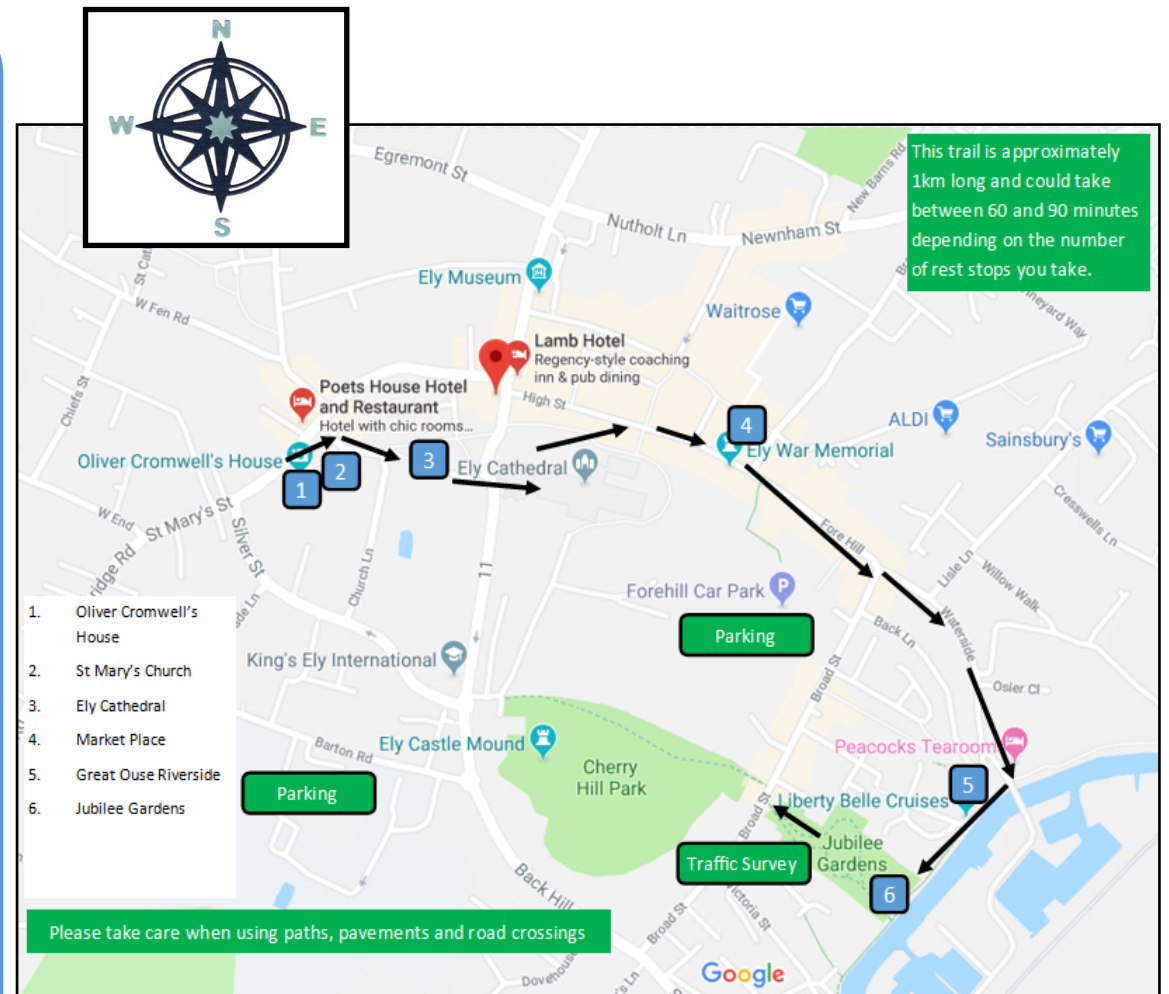 N
W
E
S
This trail is approximately
1km long and could take
between 60 and 90 minutes
depending on the number
of rest stops you take.
Egremont St
New Barns Rd
Nutholt Ln
Newnham St
St Cat
Ely Museum
Waitrose
W Fen Rd
Lamb Hotel
Regency-style coaching
inn & pub dining
Poets House Hotel
and Restaurant
Hotel with chic rooms...
Chiefs St
High St
4
ALDI
Sainsbury's
Oliver Cromwell's House
1
2
3
Ely Cathedral
Ely War Memorial
W End
St Mary's St
Silver St
Cresswells Ln
Fore Hill
Lisle Ln
Willow Walk
Church Ln
11
Forehill Car Park
P
Parking
Waterside
Back Ln
Broad St
Osier Cl
King's Ely International
1. Oliver Cromwell's
House
2. St Mary's Church
3. Ely Cathedral
4. Market Place
5. Great Ouse Riverside
6. Jubilee Gardens
Barton Rd
Ely Castle Mound
Peacocks Tearoom
Parking
Cherry
Hill Park
5
Liberty Belle Cruises
Broad St
Jubilee
Gardens
Traffic Survey
6
Back Hill
Victoria St
Broad St
Please take care when using paths, pavements and road crossings
Google